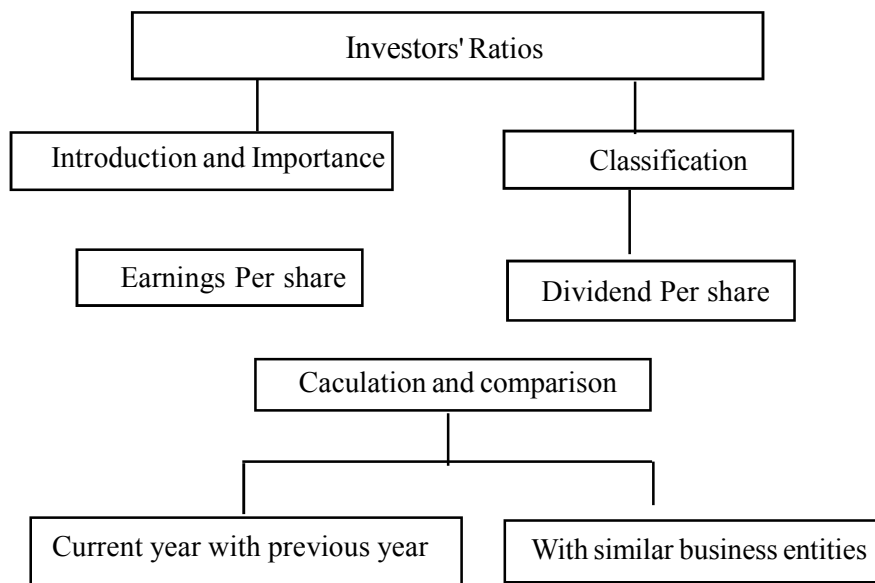 Investors' Ratios
Introduction and Importance
Classification
Earnings Per share
Dividend Per share
Caculation and comparison
Current year with previous year
With similar business entities